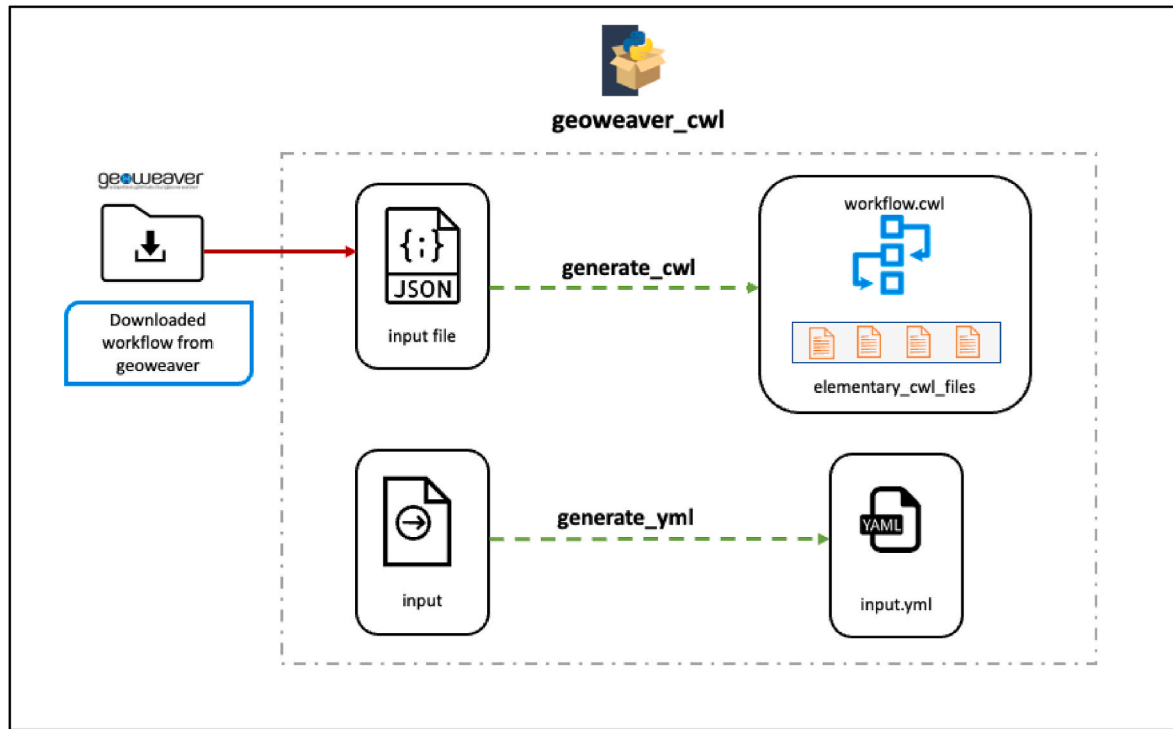 geoweaver_cwl
geoweaver
Downloaded
workflow from
geoweaver
{;}
JSON
input file
generate_cwl
workflow.cwl
elementary_cwl_files
input
generate_yml
YAML
input.yml